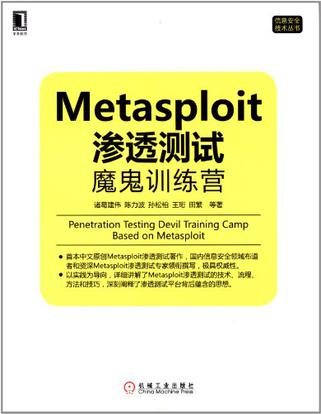 信息安全
技术丛书
华章科技
Metasploit
渗透测试
魔鬼训练营
诸葛建伟 陈力波 孙松柏 王珩 田繁 等著
Penetration Testing Devil Training Camp
Based on Metasploit
● 首本中文原创Metasploit渗透测试著作，国内信息安全领域布道
者和资深Metasploit渗透测试专家领衔撰写，极具权威性。
● 以实践为导向，详细讲解了Metasploit渗透测试的技术、流程、
方法和技巧，深刻阐释了渗透测试平台背后蕴含的思想。
机械工业出版社
China Machine Press